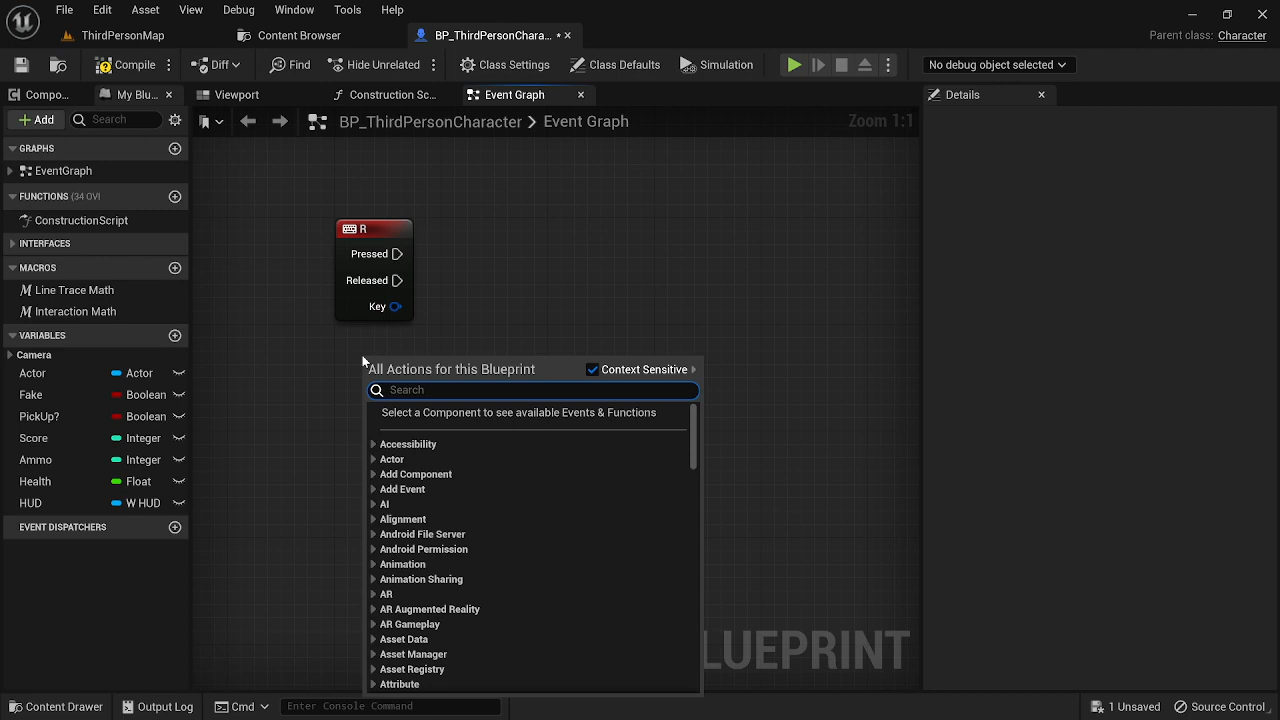 File Edit Asset View Debug Window Tools Help
ThirdPersonMap Content Browser BP_ThirdPersonChara... * Parent class: Character
Compile Diff Find Hide Unrelated Class Settings Class Defaults Simulation No debug object selected
Compo... My Blu... Viewport Construction Sc... Event Graph Details
Add Search BP_ThirdPersonCharacter > Event Graph Zoom 1:1
GRAPHS
EventGraph
FUNCTIONS (34 OVI
ConstructionScript
INTERFACES
MACROS
Line Trace Math
Interaction Math
VARIABLES
Camera
Actor Actor
Fake Boolean
PickUp? Boolean
Score Integer
Ammo Integer
Health Float
HUD W HUD
EVENT DISPATCHERS
R
Pressed
Released
Key
All Actions for this Blueprint Context Sensitive
Search
Select a Component to see available Events & Functions
Accessibility
Actor
Add Component
Add Event
AI
Alignment
Android File Server
Android Permission
Animation
Animation Sharing
AR
AR Augmented Reality
AR Gameplay
Asset Data
Asset Manager
Asset Registry
Attribute
LUEPRINT
Content Drawer Output Log Cmd Enter Console Command 1 Unsaved Source Control